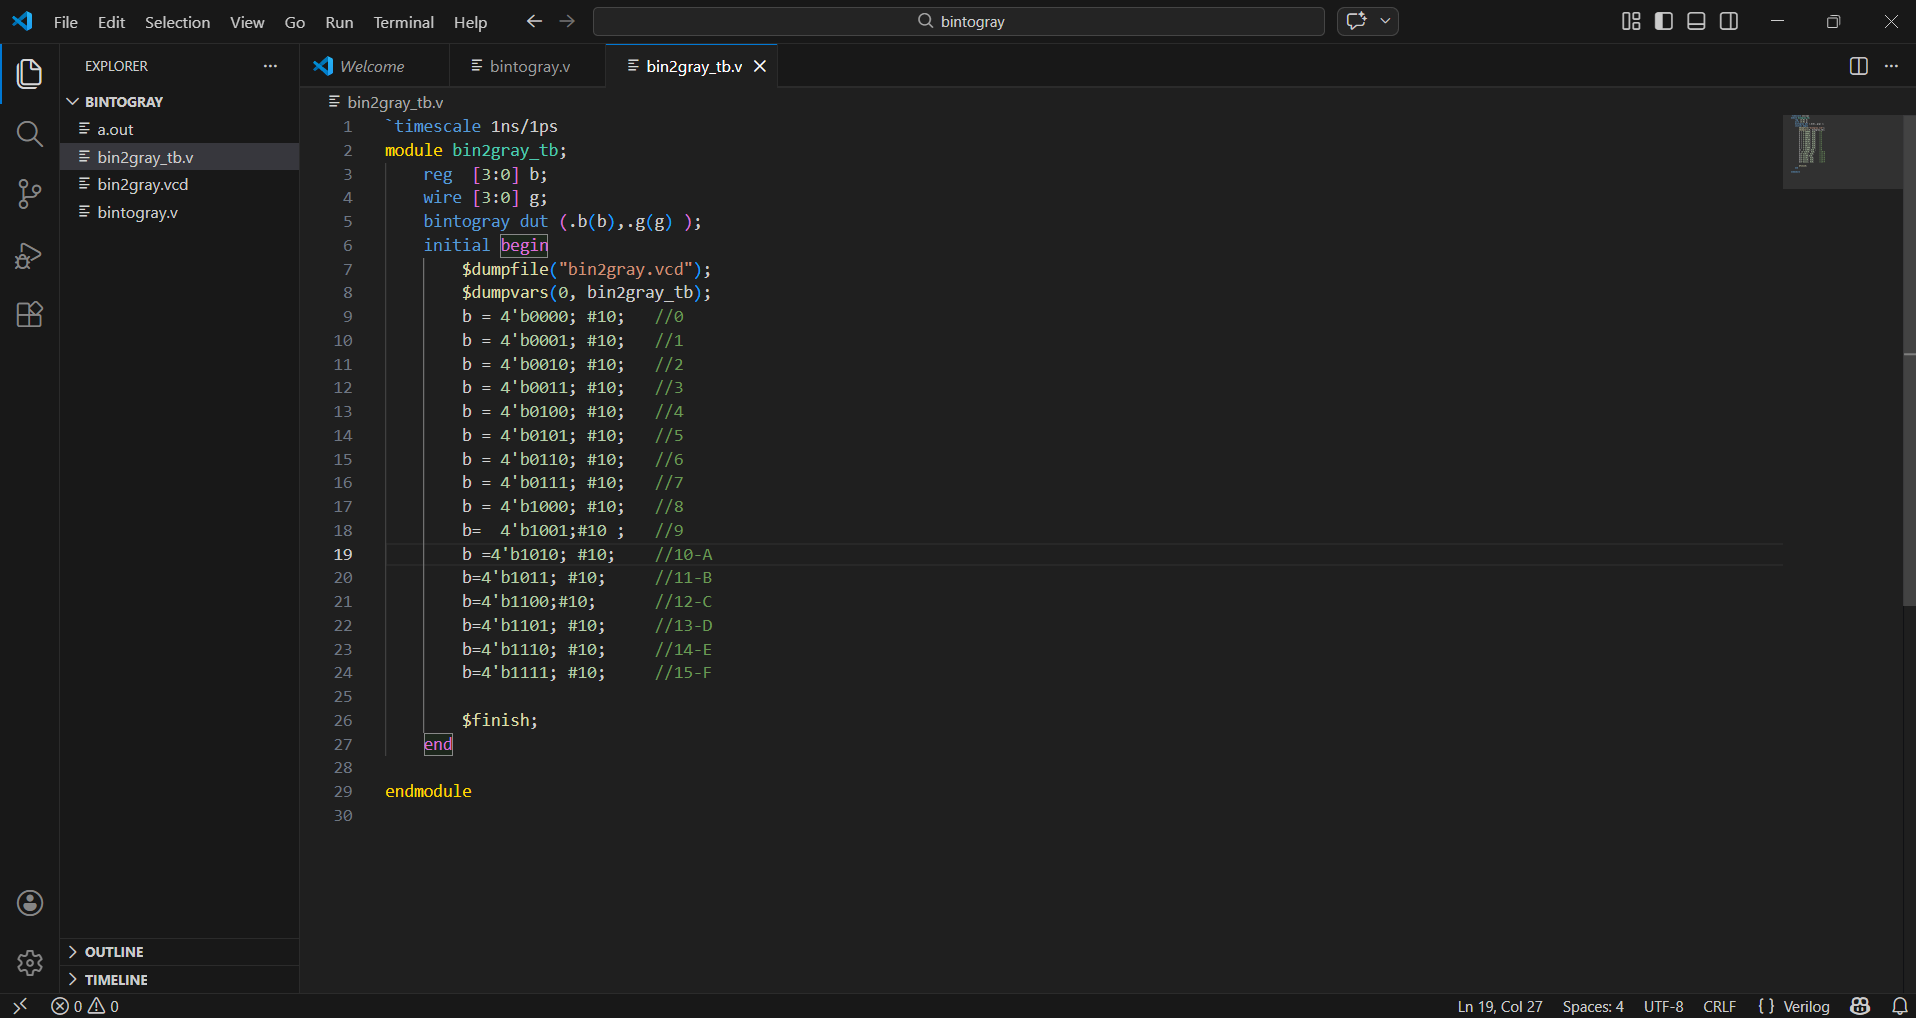 File Edit Selection View Go Run Terminal Help
bintogray
EXPLORER
BINTOGRAY
a.out
bin2gray_tb.v
bin2gray.vcd
bintogray.v
OUTLINE
TIMELINE
Welcome
bintogray.v
bin2gray_tb.v
bin2gray_tb.v
1 `timescale 1ns/1ps
2 module bin2gray_tb;
3     reg  [3:0] b;
4     wire [3:0] g;
5     bintogray dut (.b(b),.g(g) );
6     initial begin
7         $dumpfile("bin2gray.vcd");
8         $dumpvars(0, bin2gray_tb);
9         b = 4'b0000; #10;   //0
10         b = 4'b0001; #10;   //1
11         b = 4'b0010; #10;   //2
12         b = 4'b0011; #10;   //3
13         b = 4'b0100; #10;   //4
14         b = 4'b0101; #10;   //5
15         b = 4'b0110; #10;   //6
16         b = 4'b0111; #10;   //7
17         b = 4'b1000; #10;   //8
18         b=  4'b1001;#10 ;   //9
19         b =4'b1010; #10;    //10-A
20         b=4'b1011; #10;     //11-B
21         b=4'b1100;#10;      //12-C
22         b=4'b1101; #10;     //13-D
23         b=4'b1110; #10;     //14-E
24         b=4'b1111; #10;     //15-F
25
26         $finish;
27     end
28
29 endmodule
30
0 0
Ln 19, Col 27 Spaces: 4 UTF-8 CRLF { } Verilog